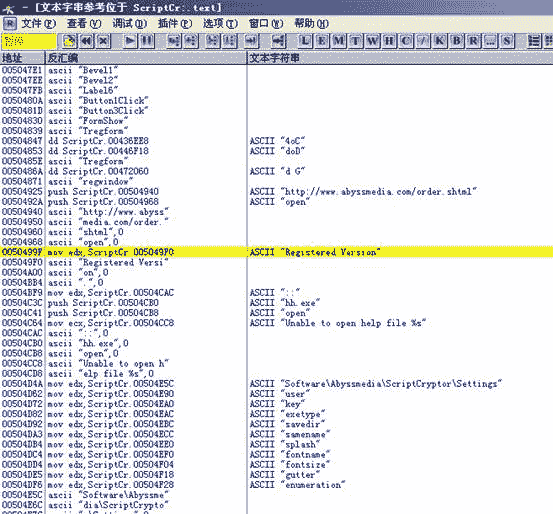 - [文本字串参考位于 ScriptCr:.text]
R 文件(F) 查看(V) 调试(D) 插件(P) 选项(T) 窗口(W) 帮助(H)
暂停 L E M T W H C / K B R ... S
地址 反汇编 文本字符串
005047E1 ascii "Bevel1"
005047EE ascii "Bevel2"
005047FB ascii "Label6"
0050480A ascii "Button1Click"
0050481D ascii "Button3Click"
00504830 ascii "FormShow"
00504839 ascii "Tregform"
00504847 dd ScriptCr.00436EE8 ASCII "4oC"
00504853 dd ScriptCr.00446F18 ASCII "doD"
0050485E ascii "Tregform"
0050486A dd ScriptCr.00472060 ASCII "d G"
00504871 ascii "regwindow"
00504925 push ScriptCr.00504940 ASCII "http://www.abyssmedia.com/order.shtml"
0050492A push ScriptCr.00504968 ASCII "open"
00504940 ascii "http://www.abyss"
00504950 ascii "media.com/order."
00504960 ascii "shtml",0
00504968 ascii "open",0
0050499F mov edx,ScriptCr.005049F0 ASCII "Registered Version"
005049F0 ascii "Registered Versi"
00504A00 ascii "on",0
00504BB4 ascii ".",0
00504BF9 mov edx,ScriptCr.00504CAC ASCII "::"
00504C3C push ScriptCr.00504CB0 ASCII "hh.exe"
00504C41 push ScriptCr.00504CB8 ASCII "open"
00504C64 mov ecx,ScriptCr.00504CC8 ASCII "Unable to open help file %s"
00504CAC ascii "::",0
00504CB0 ascii "hh.exe",0
00504CB8 ascii "open",0
00504CC8 ascii "Unable to open h"
00504CD8 ascii "elp file %s",0
00504D4A mov edx,ScriptCr.00504E5C ASCII "Software\Abyssmedia\ScriptCryptor\Settings"
00504D62 mov edx,ScriptCr.00504E90 ASCII "user"
00504D72 mov edx,ScriptCr.00504EA0 ASCII "key"
00504D82 mov edx,ScriptCr.00504EAC ASCII "exetype"
00504D92 mov edx,ScriptCr.00504EBC ASCII "savedir"
00504DA3 mov edx,ScriptCr.00504ECC ASCII "samename"
00504DB4 mov edx,ScriptCr.00504EE0 ASCII "splash"
00504DC4 mov edx,ScriptCr.00504EF0 ASCII "fontname"
00504DD4 mov edx,ScriptCr.00504F04 ASCII "fontsize"
00504DE5 mov edx,ScriptCr.00504F18 ASCII "gutter"
00504DF6 mov edx,ScriptCr.00504F28 ASCII "enumeration"
00504E5C ascii "Software\Abyssme"
00504E6C ascii "dia\ScriptCrypto"